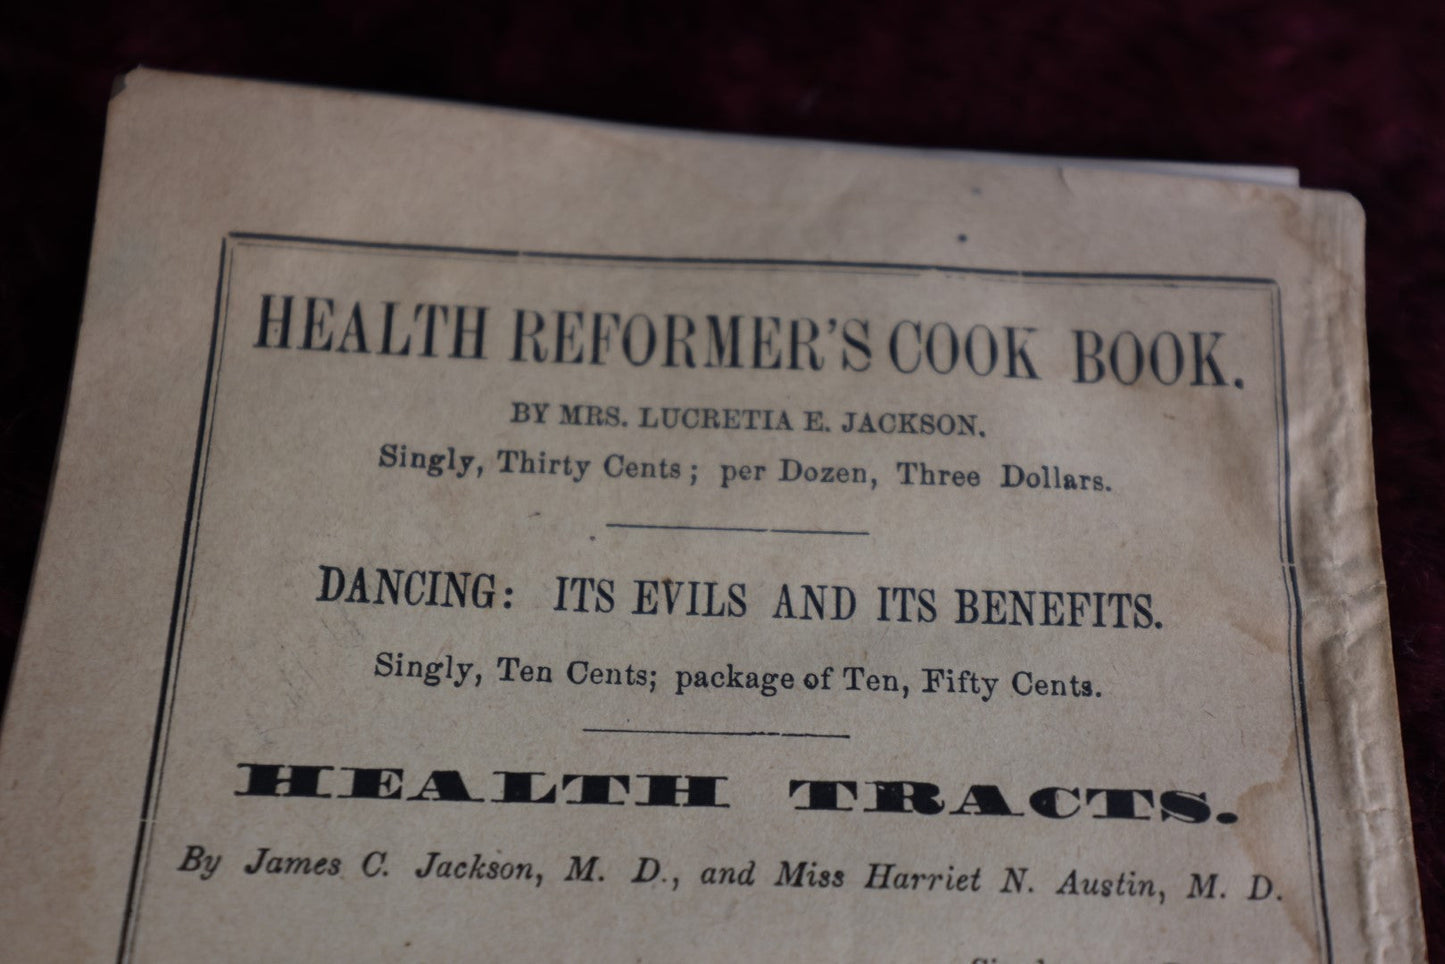 HEALTH REFORMER'S COOK BOOK.
BY MRS. LUCRETIA E. JACKSON.
Singly, Thirty Cents; per Dozen, Three Dollars.
DANCING: ITS EVILS AND ITS BENEFITS.
Singly, Ten Cents; package of Ten, Fifty Cents.
HEALTH TRACTS.
By James C. Jackson, M. D., and Miss Harriet N. Austin, M. D.